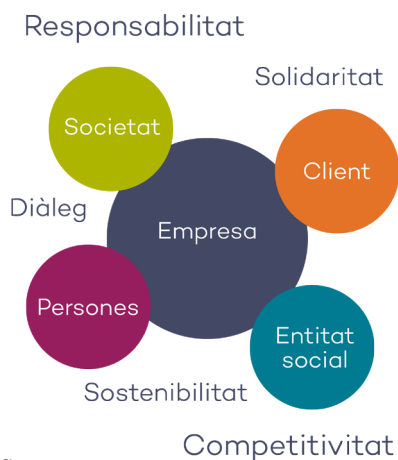 Responsabilitat
Solidaritat
Societat
Client
Diàleg
Empresa
Persones
Entitat
social
Sostenibilitat
Competitivitat